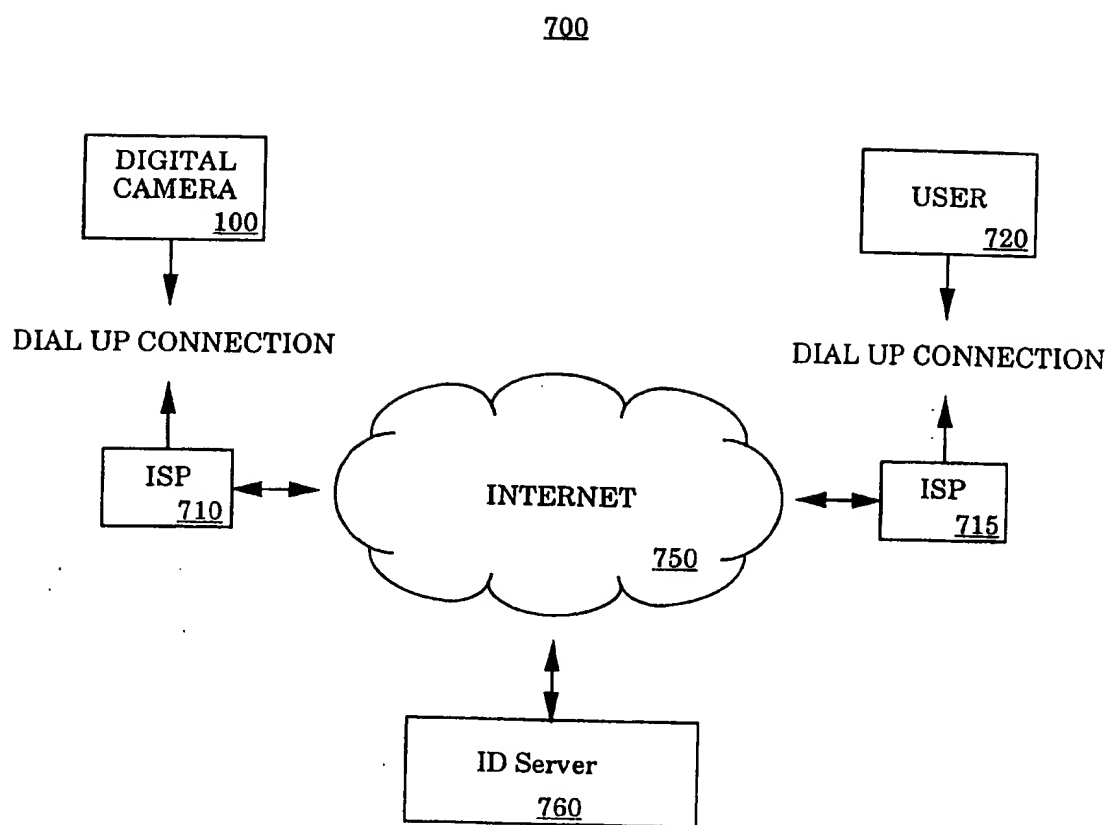 700
DIGITAL
CAMERA
100
USER
720
DIAL UP CONNECTION
DIAL UP CONNECTION
ISP
710
INTERNET
750
ISP
715
ID Server
760